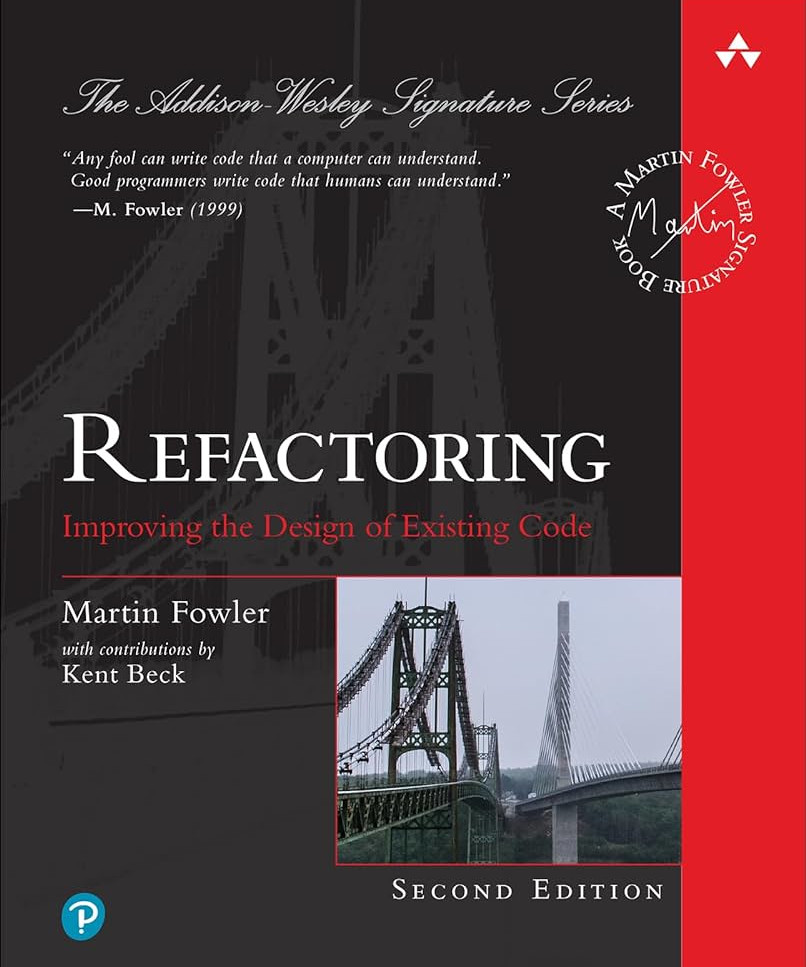 The Addison-Wesley Signature Series
“Any fool can write code that a computer can understand.
Good programmers write code that humans can understand.”
—M. Fowler (1999)
A MARTIN FOWLER SIGNATURE BOOK
Martin
REFACTORING
Improving the Design of Existing Code
Martin Fowler
with contributions by
Kent Beck
SECOND EDITION
P